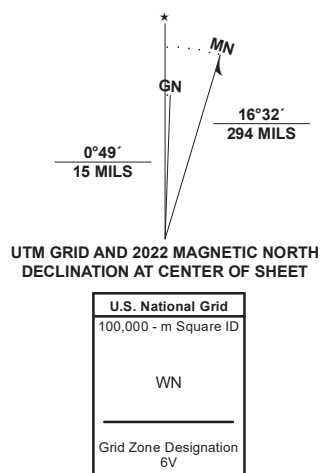 ★
MN
GN
16°32´
294 MILS
0°49´
15 MILS
UTM GRID AND 2022 MAGNETIC NORTH
DECLINATION AT CENTER OF SHEET
U.S. National Grid
100,000 - m Square ID
WN
Grid Zone Designation
6V